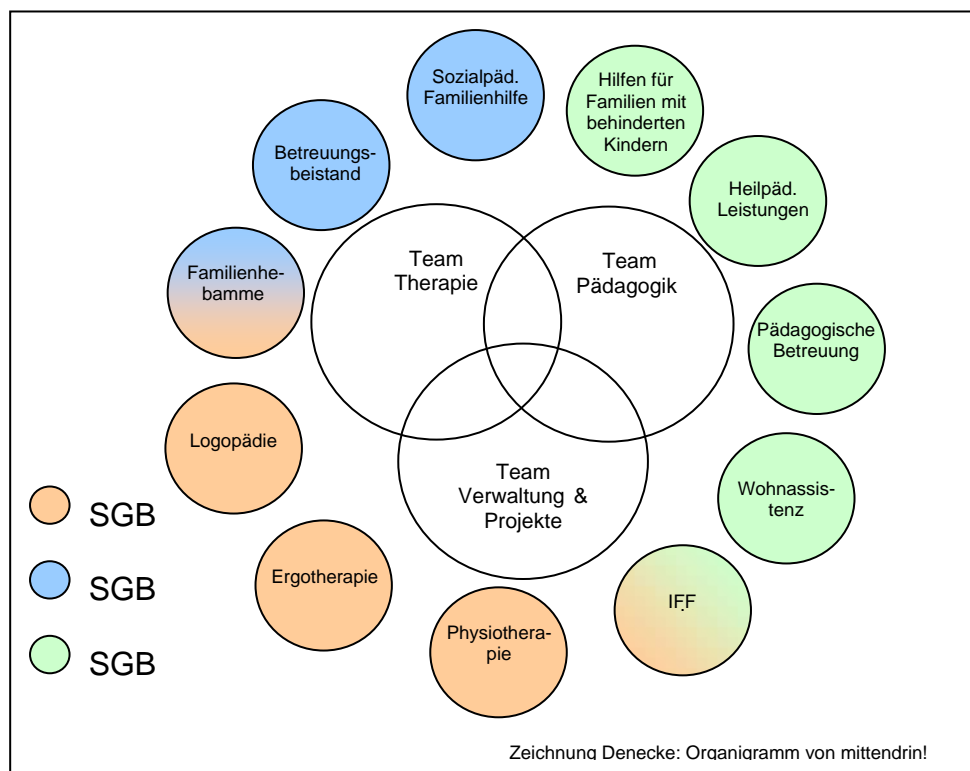 Sozialpäd.
Familienhilfe
Hilfen für
Familien mit
behinderten
Kindern
Betreuungs-
beistand
Heilpäd.
Leistungen
Familienhe-
bamme
Team
Therapie
Team
Pädagogik
Pädagogische
Betreuung
Logopädie
Team
Verwaltung &
Projekte
Wohnassis-
tenz
Ergotherapie
IFF
Physiothera-
pie
SGB
SGB
SGB
Zeichnung Denecke: Organigramm von mittendrin!